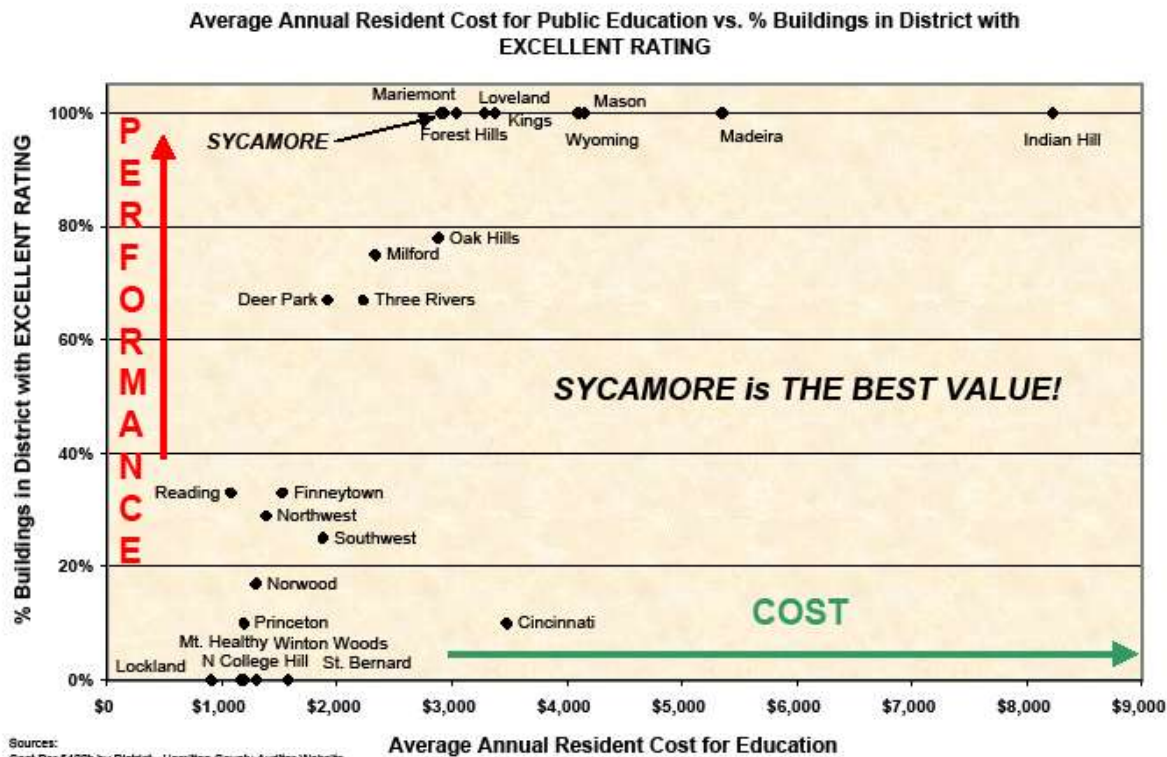 Average Annual Resident Cost for Public Education vs. % Buildings in District with
EXCELLENT RATING
% Buildings in District with EXCELLENT RATING
100%
80%
60%
40%
20%
0%
PERFORMANCE
Mariemont
Loveland
Mason
SYCAMORE
Forest Hills
Kings
Wyoming
Madeira
Indian Hill
Oak Hills
Milford
Deer Park
Three Rivers
SYCAMORE is THE BEST VALUE!
Reading
Finneytown
Northwest
Southwest
Norwood
Princeton
Cincinnati
COST
Mt. Healthy
Winton Woods
Lockland
N College Hill
St. Bernard
$0
$1,000
$2,000
$3,000
$4,000
$5,000
$6,000
$7,000
$8,000
$9,000
Average Annual Resident Cost for Education
Sources: